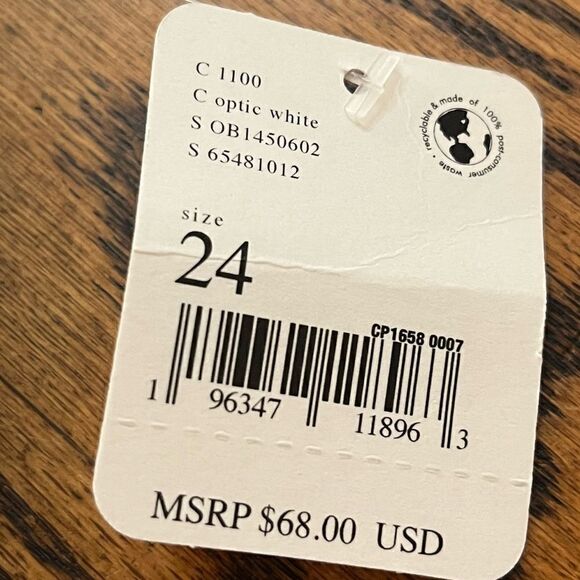 C 1100
C optic white
S OB1450602
S 65481012
• recyclable & made of 100% post-consumer waste
size
24
CP1658 0007
1 96347 11896 3
MSRP $68.00 USD